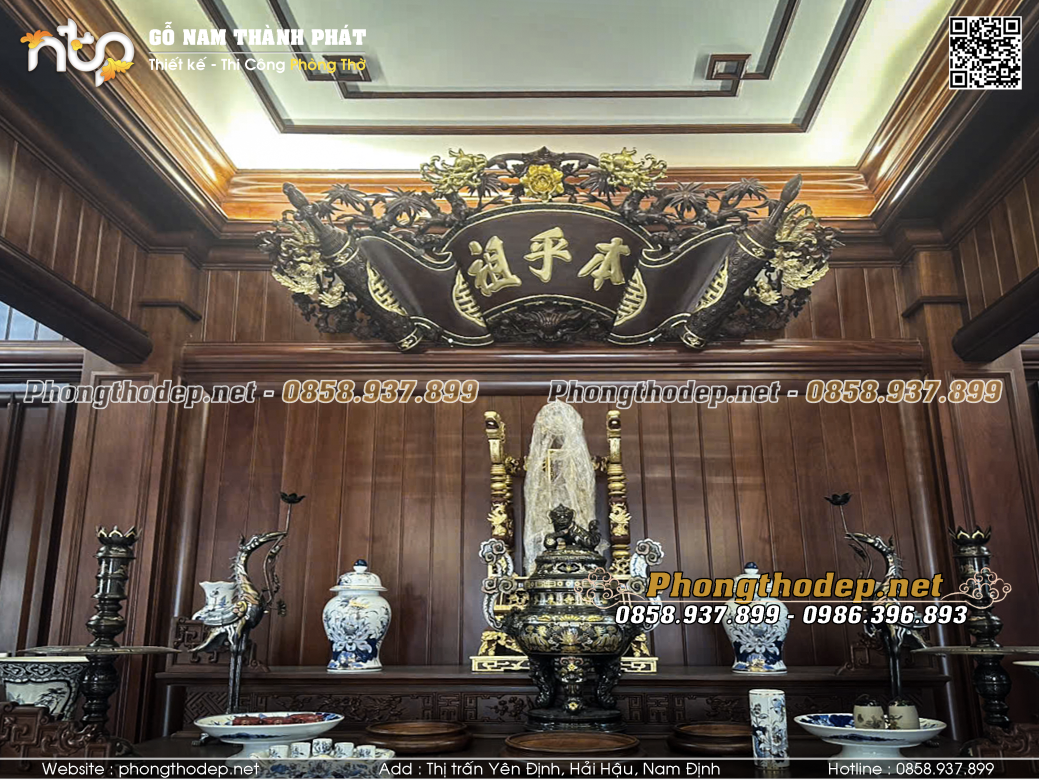 ntp
GỖ NAM THÀNH PHÁT
Thiết kế - Thi Công Phòng Thờ
本乎祖
Phongthodep.net - 0858.937.899
Phongthodep.net - 0858.937.899
Phongthodep.net
0858.937.899 - 0986.396.893
Website : phongthodep.net
Add : Thị trấn Yên Định, Hải Hậu, Nam Định
Hotline : 0858.937.899